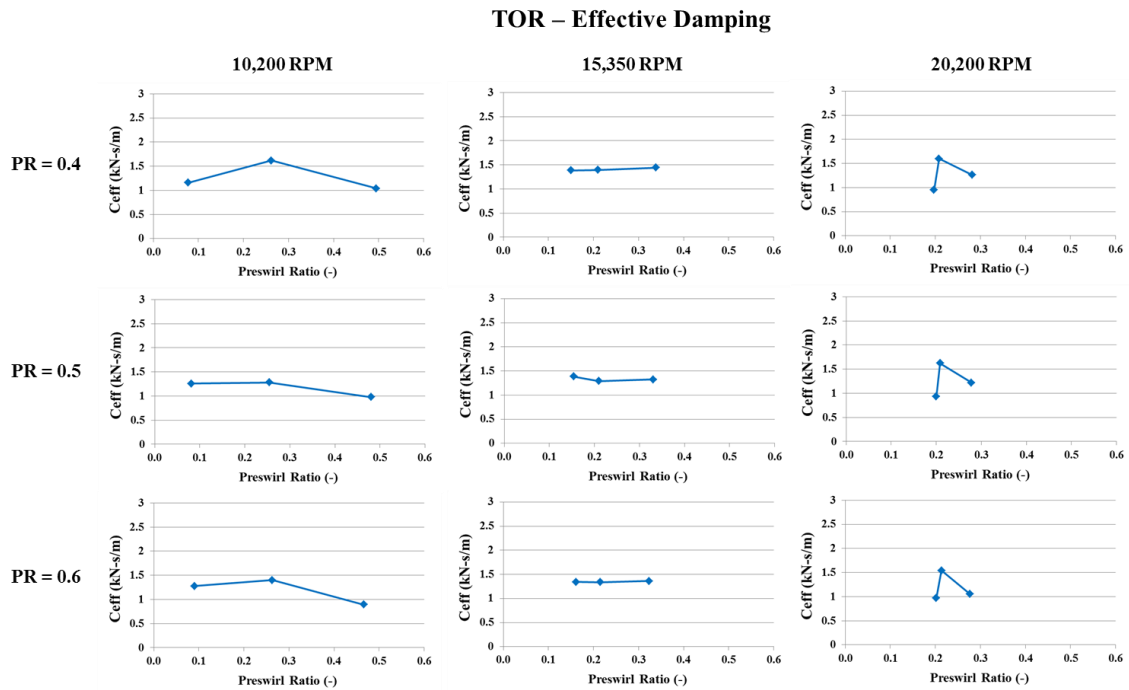 TOR – Effective Damping
10,200 RPM
15,350 RPM
20,200 RPM
PR = 0.4
Ceff (kN-s/m)
3
2.5
2
1.5
1
0.5
0
0.0 0.1 0.2 0.3 0.4 0.5 0.6
Preswirl Ratio (-)
Ceff (kN-s/m)
3
2.5
2
1.5
1
0.5
0
0.0 0.1 0.2 0.3 0.4 0.5 0.6
Preswirl Ratio (-)
Ceff (kN-s/m)
3
2.5
2
1.5
1
0.5
0
0.0 0.1 0.2 0.3 0.4 0.5 0.6
Preswirl Ratio (-)
PR = 0.5
Ceff (kN-s/m)
3
2.5
2
1.5
1
0.5
0
0.0 0.1 0.2 0.3 0.4 0.5 0.6
Preswirl Ratio (-)
Ceff (kN-s/m)
3
2.5
2
1.5
1
0.5
0
0.0 0.1 0.2 0.3 0.4 0.5 0.6
Preswirl Ratio (-)
Ceff (kN-s/m)
3
2.5
2
1.5
1
0.5
0
0.0 0.1 0.2 0.3 0.4 0.5 0.6
Preswirl Ratio (-)
PR = 0.6
Ceff (kN-s/m)
3
2.5
2
1.5
1
0.5
0
0.0 0.1 0.2 0.3 0.4 0.5 0.6
Preswirl Ratio (-)
Ceff (kN-s/m)
3
2.5
2
1.5
1
0.5
0
0.0 0.1 0.2 0.3 0.4 0.5 0.6
Preswirl Ratio (-)
Ceff (kN-s/m)
3
2.5
2
1.5
1
0.5
0
0.0 0.1 0.2 0.3 0.4 0.5 0.6
Preswirl Ratio (-)